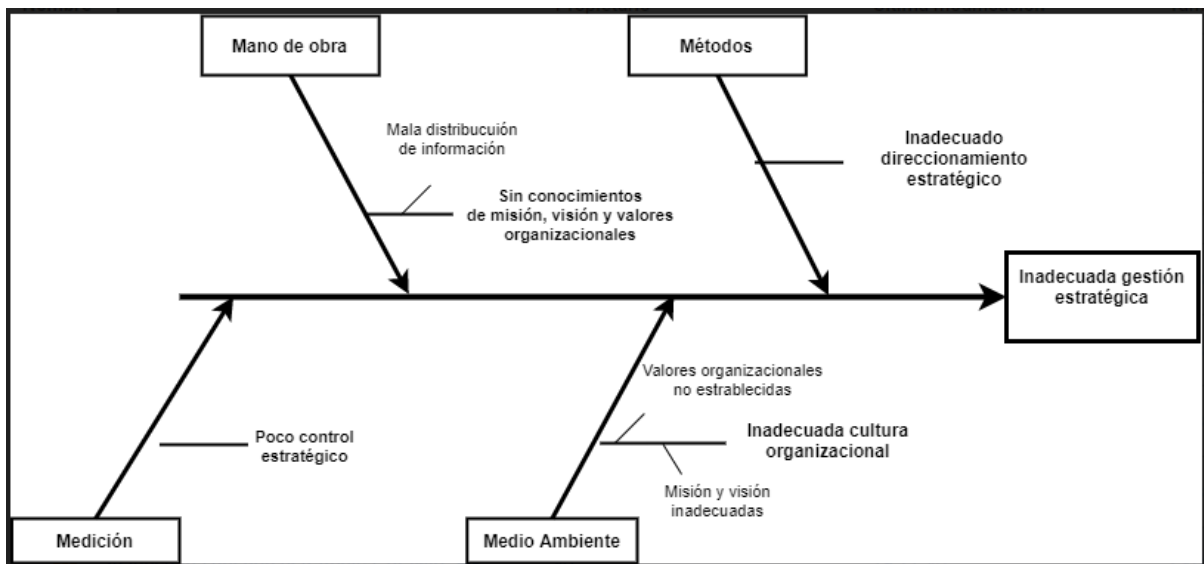 Mano de obra
Métodos
Mala distribucuión
de información
Sin conocimientos
de misión, visión y valores
organizacionales
Inadecuado
direccionamiento
estratégico
Inadecuada gestión
estratégica
Valores organizacionales
no estrablecidas
Poco control
estratégico
Inadecuada cultura
organizacional
Misión y visión
inadecuadas
Medición
Medio Ambiente